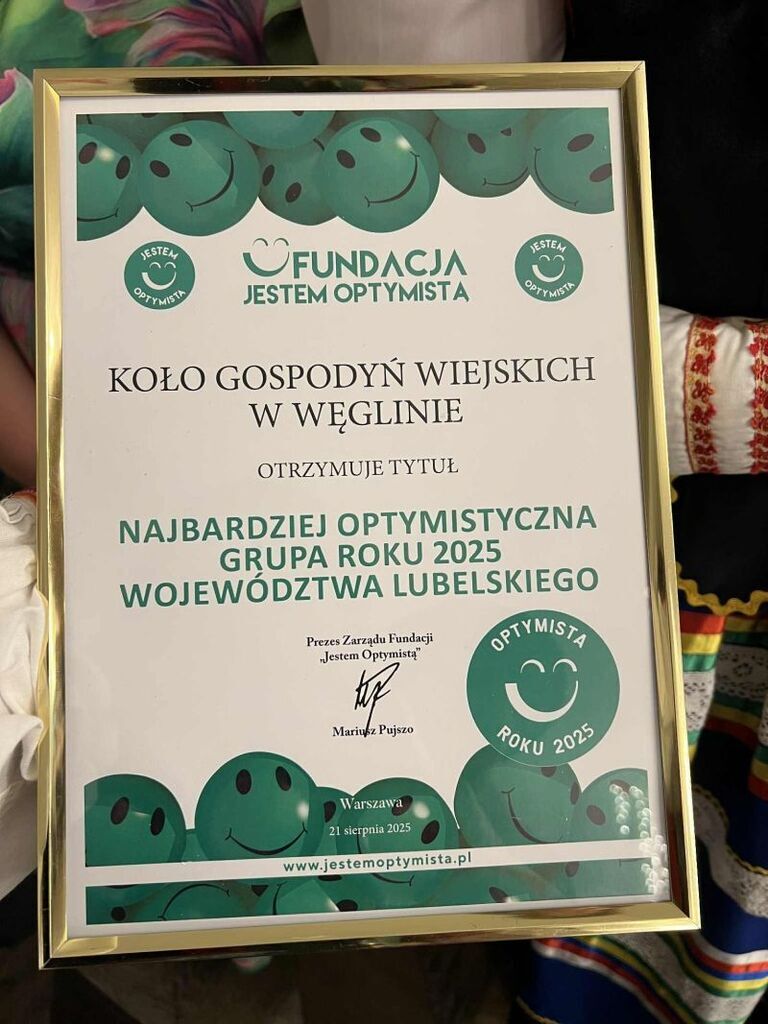 JESTEM
OPTYMISTA
FUNDACJA
JESTEM OPTYMISTA
JESTEM
OPTYMISTA
KOŁO GOSPODYŃ WIEJSKICH
W WĘGLINIE
OTRZYMUJE TYTUŁ
NAJBARDZIEJ OPTYMISTYCZNA
GRUPA ROKU 2025
WOJEWÓDZTWA LUBELSKIEGO
Prezes Zarządu Fundacji
„Jestem Optymistą”
Mariusz Pujszo
OPTYMISTA
ROKU 2025
Warszawa
21 sierpnia 2025
www.jestemoptymista.pl